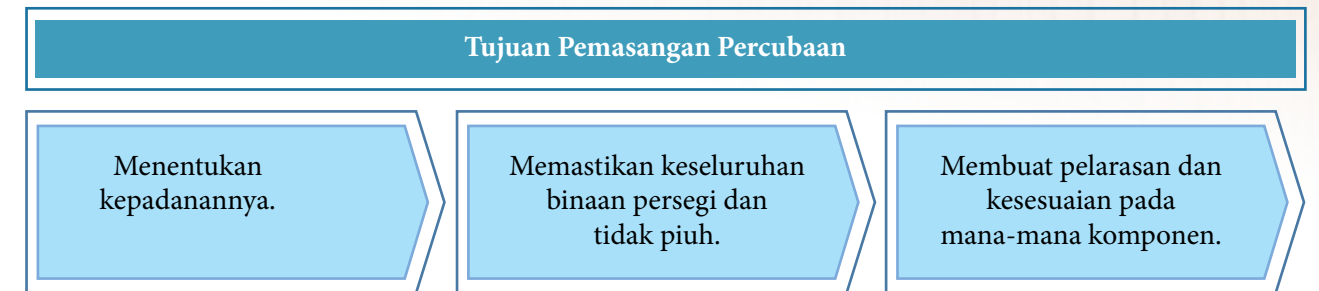 Tujuan Pemasangan Percubaan
Menentukan
kepadanannya.
Memastikan keseluruhan
binaan persegi dan
tidak piuh.
Membuat pelarasan dan
kesesuaian pada
mana-mana komponen.